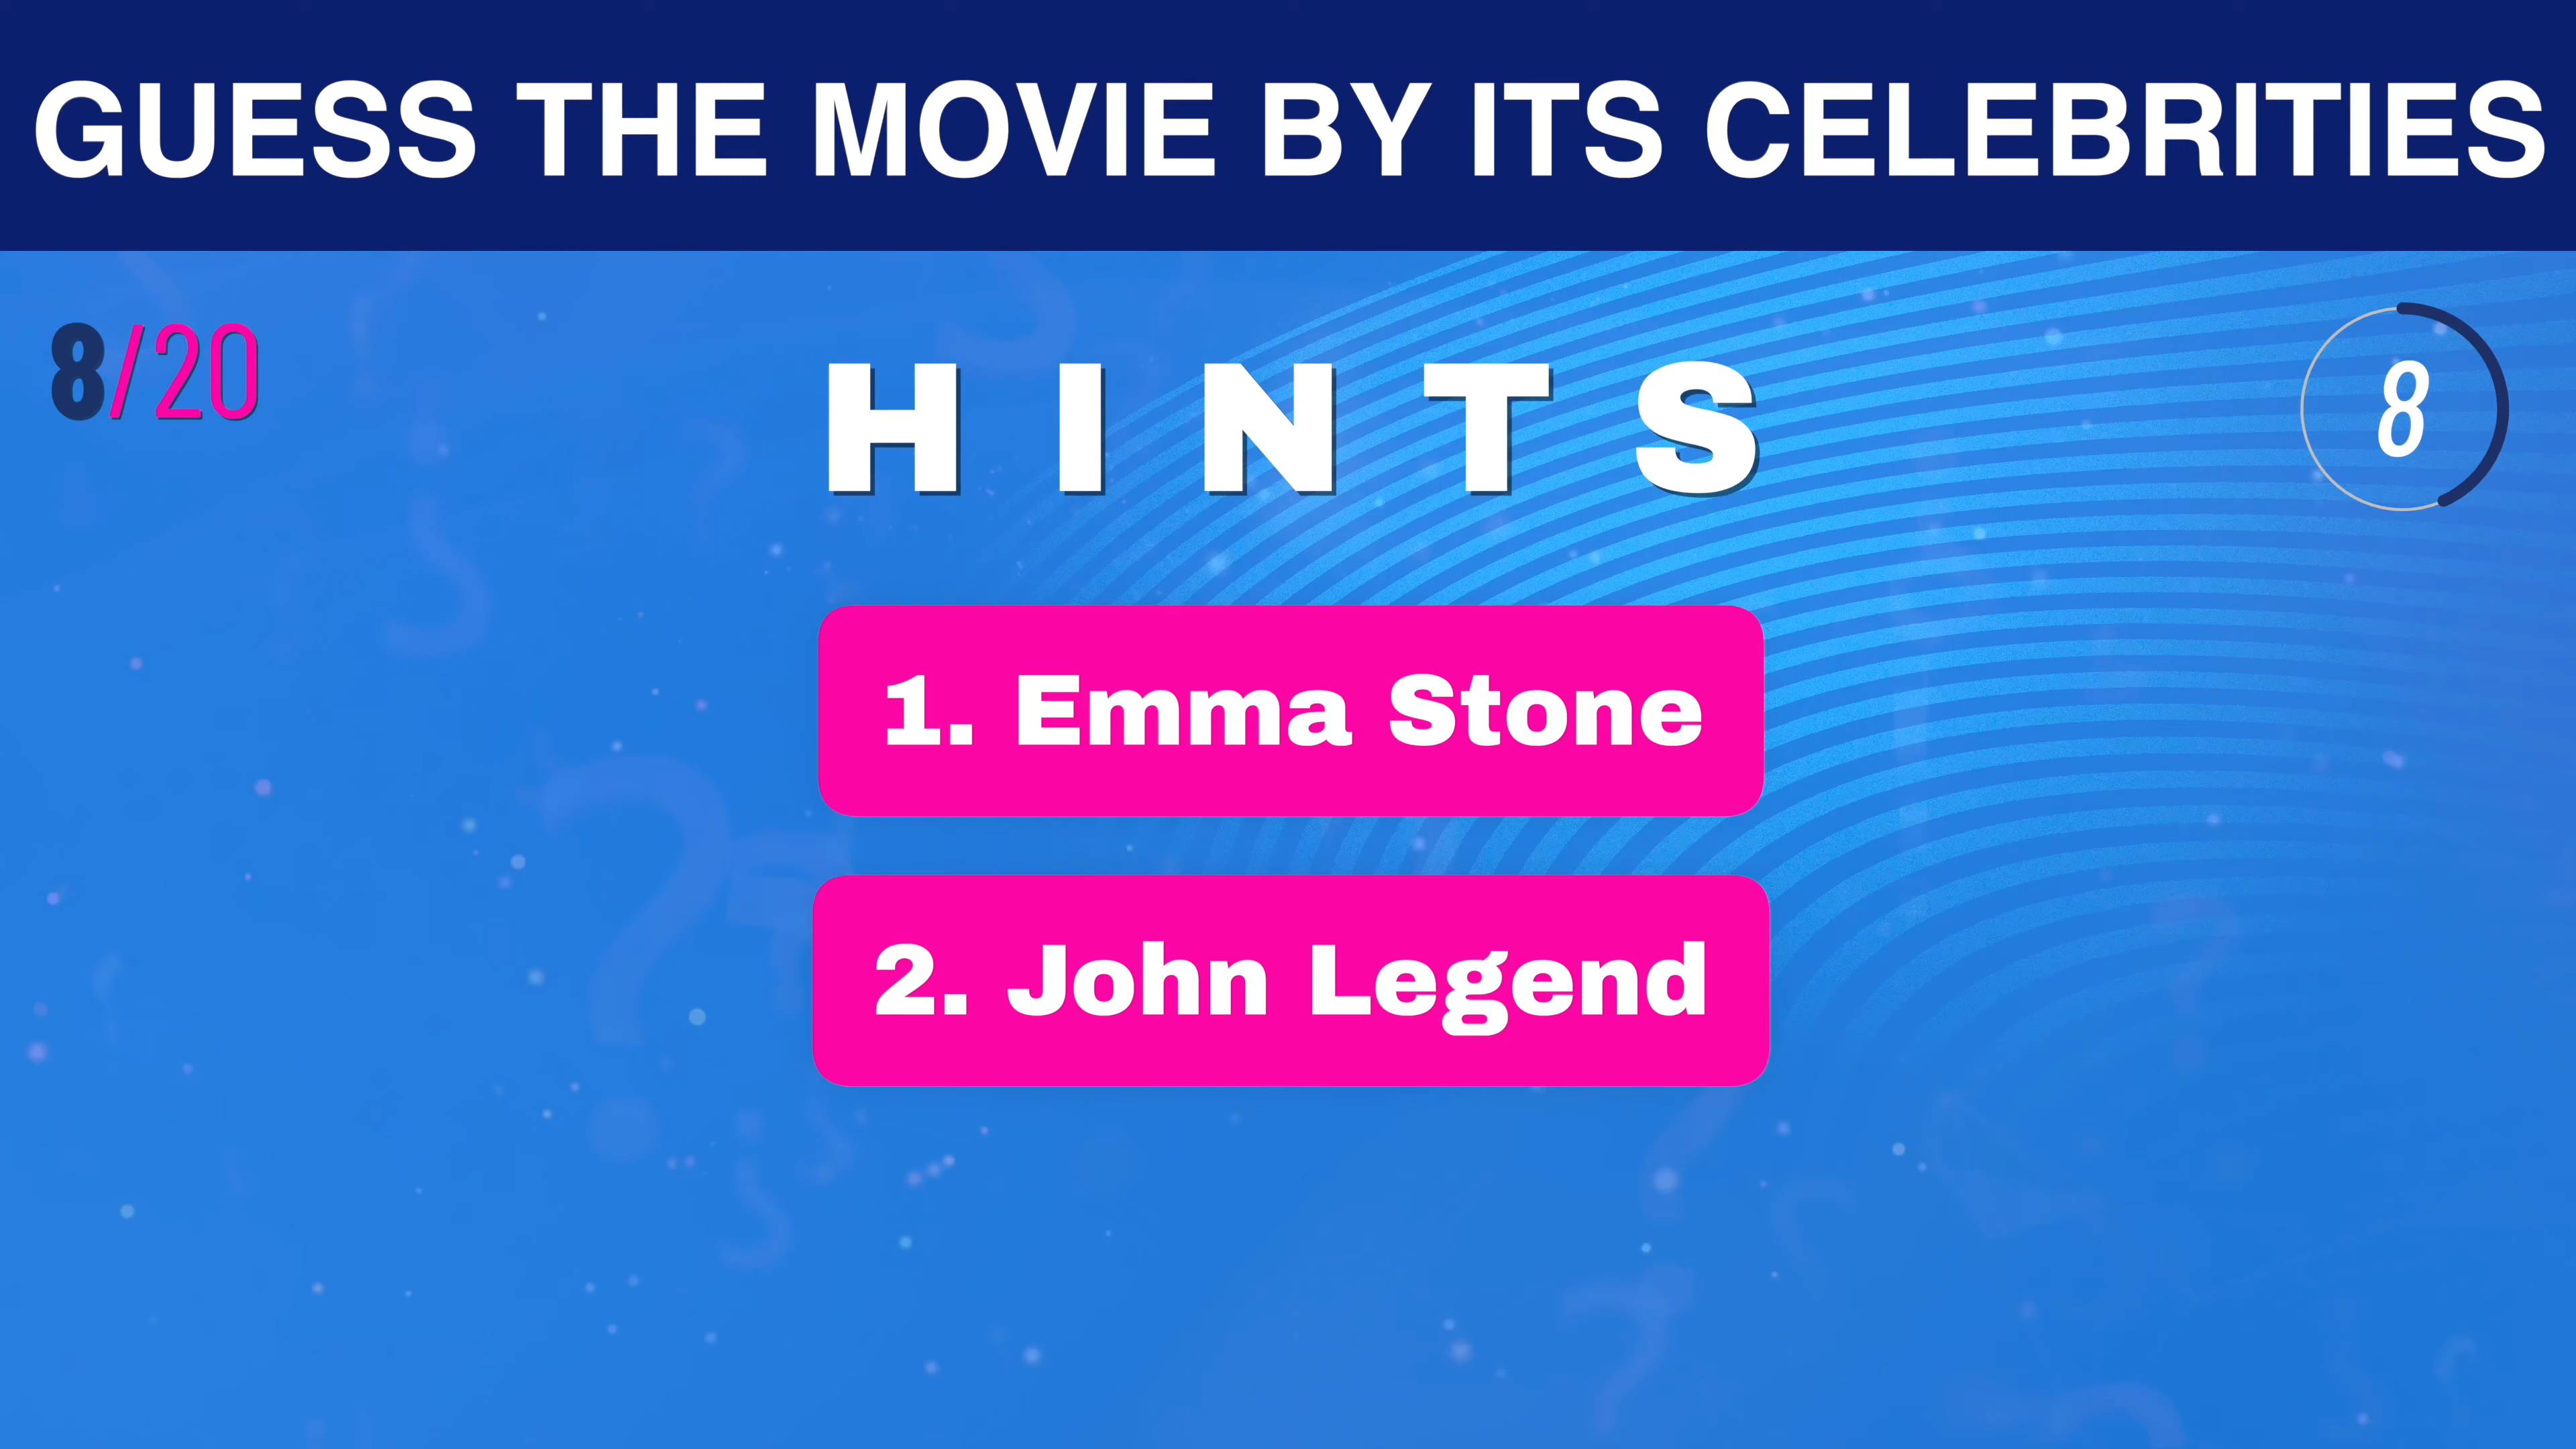 GUESS THE MOVIE BY ITS CELEBRITIES
8/20
HINTS
8
1. Emma Stone
2. John Legend